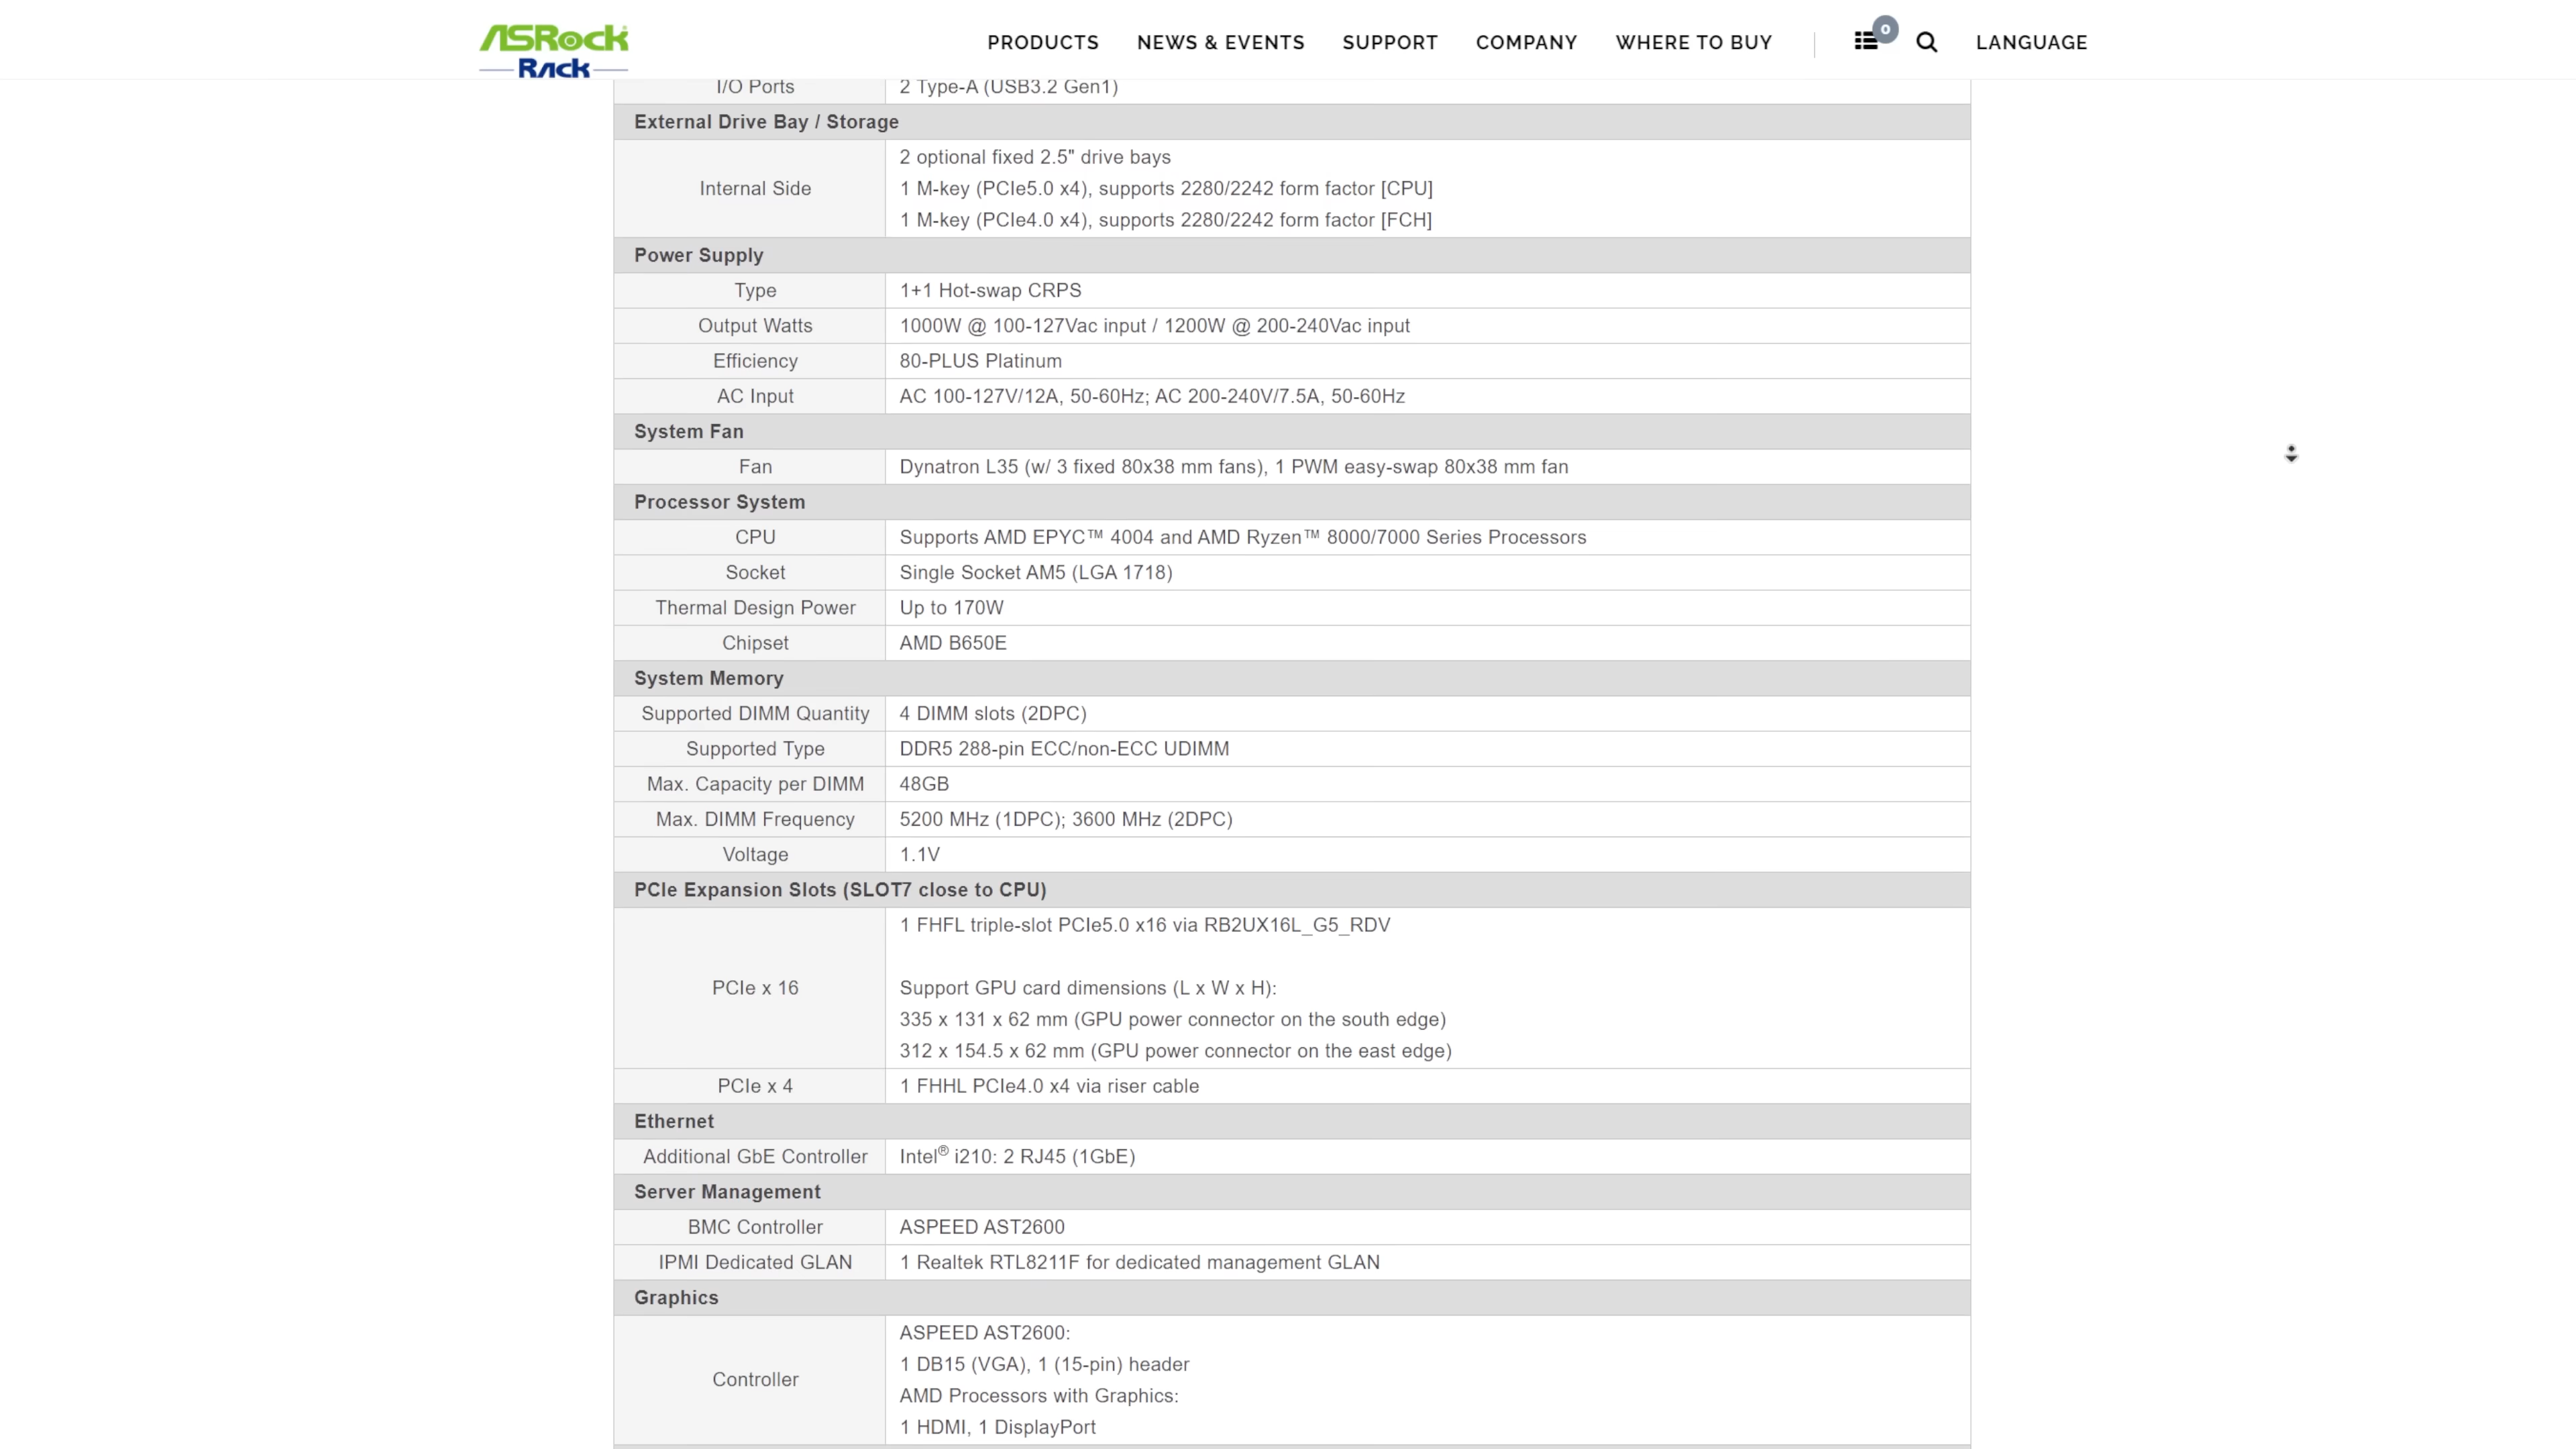 ASRock
Rack
PRODUCTS NEWS & EVENTS SUPPORT COMPANY WHERE TO BUY 0 LANGUAGE
I/O Ports 2 Type-A (USB3.2 Gen1)
External Drive Bay / Storage
2 optional fixed 2.5" drive bays
Internal Side 1 M-key (PCIe5.0 x4), supports 2280/2242 form factor [CPU]
1 M-key (PCIe4.0 x4), supports 2280/2242 form factor [FCH]
Power Supply
Type 1+1 Hot-swap CRPS
Output Watts 1000W @ 100-127Vac input / 1200W @ 200-240Vac input
Efficiency 80-PLUS Platinum
AC Input AC 100-127V/12A, 50-60Hz; AC 200-240V/7.5A, 50-60Hz
System Fan
Fan Dynatron L35 (w/ 3 fixed 80x38 mm fans), 1 PWM easy-swap 80x38 mm fan
Processor System
CPU Supports AMD EPYC™ 4004 and AMD Ryzen™ 8000/7000 Series Processors
Socket Single Socket AM5 (LGA 1718)
Thermal Design Power Up to 170W
Chipset AMD B650E
System Memory
Supported DIMM Quantity 4 DIMM slots (2DPC)
Supported Type DDR5 288-pin ECC/non-ECC UDIMM
Max. Capacity per DIMM 48GB
Max. DIMM Frequency 5200 MHz (1DPC); 3600 MHz (2DPC)
Voltage 1.1V
PCIe Expansion Slots (SLOT7 close to CPU)
1 FHFL triple-slot PCIe5.0 x16 via RB2UX16L_G5_RDV
PCIe x 16 Support GPU card dimensions (L x W x H):
335 x 131 x 62 mm (GPU power connector on the south edge)
312 x 154.5 x 62 mm (GPU power connector on the east edge)
PCIe x 4 1 FHHL PCIe4.0 x4 via riser cable
Ethernet
Additional GbE Controller Intel® i210: 2 RJ45 (1GbE)
Server Management
BMC Controller ASPEED AST2600
IPMI Dedicated GLAN 1 Realtek RTL8211F for dedicated management GLAN
Graphics
ASPEED AST2600:
1 DB15 (VGA), 1 (15-pin) header
Controller
AMD Processors with Graphics:
1 HDMI, 1 DisplayPort